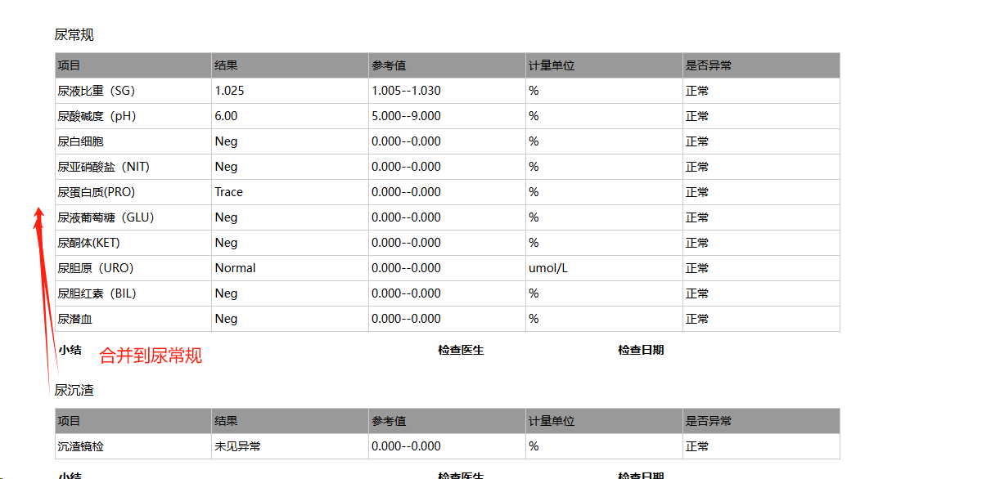 尿常规
项目 结果 参考值 计量单位 是否异常
尿液比重（SG） 1.025 1.005--1.030 % 正常
尿酸碱度（pH） 6.00 5.000--9.000 % 正常
尿白细胞 Neg 0.000--0.000 % 正常
尿亚硝酸盐（NIT) Neg 0.000--0.000 % 正常
尿蛋白质(PRO) Trace 0.000--0.000 % 正常
尿液葡萄糖（GLU） Neg 0.000--0.000 % 正常
尿酮体(KET) Neg 0.000--0.000 % 正常
尿胆原（URO） Normal 0.000--0.000 umol/L 正常
尿胆红素（BIL） Neg 0.000--0.000 % 正常
尿潜血 Neg 0.000--0.000 % 正常
小结 合并到尿常规 检查医生 检查日期
尿沉渣
项目 结果 参考值 计量单位 是否异常
沉渣镜检 未见异常 0.000--0.000 % 正常
小结 检查医生 检查日期